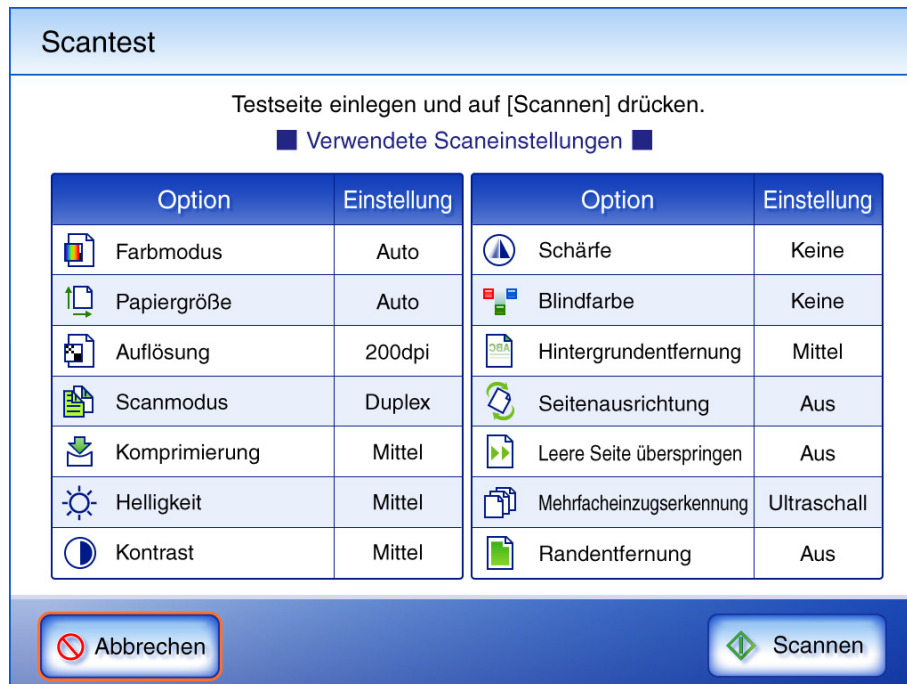 Scantest
Testseite einlegen und auf [Scannen] drücken.
■ Verwendete Scaneinstellungen ■
Option Einstellung Option Einstellung
Farbmodus Auto Schärfe Keine
Papiergröße Auto Blindfarbe Keine
Auflösung 200dpi ABC Hintergrundentfernung Mittel
Scanmodus Duplex Seitenausrichtung Aus
Komprimierung Mittel Leere Seite überspringen Aus
Helligkeit Mittel Mehrfacheinzugserkennung Ultraschall
Kontrast Mittel Randentfernung Aus
Abbrechen Scannen